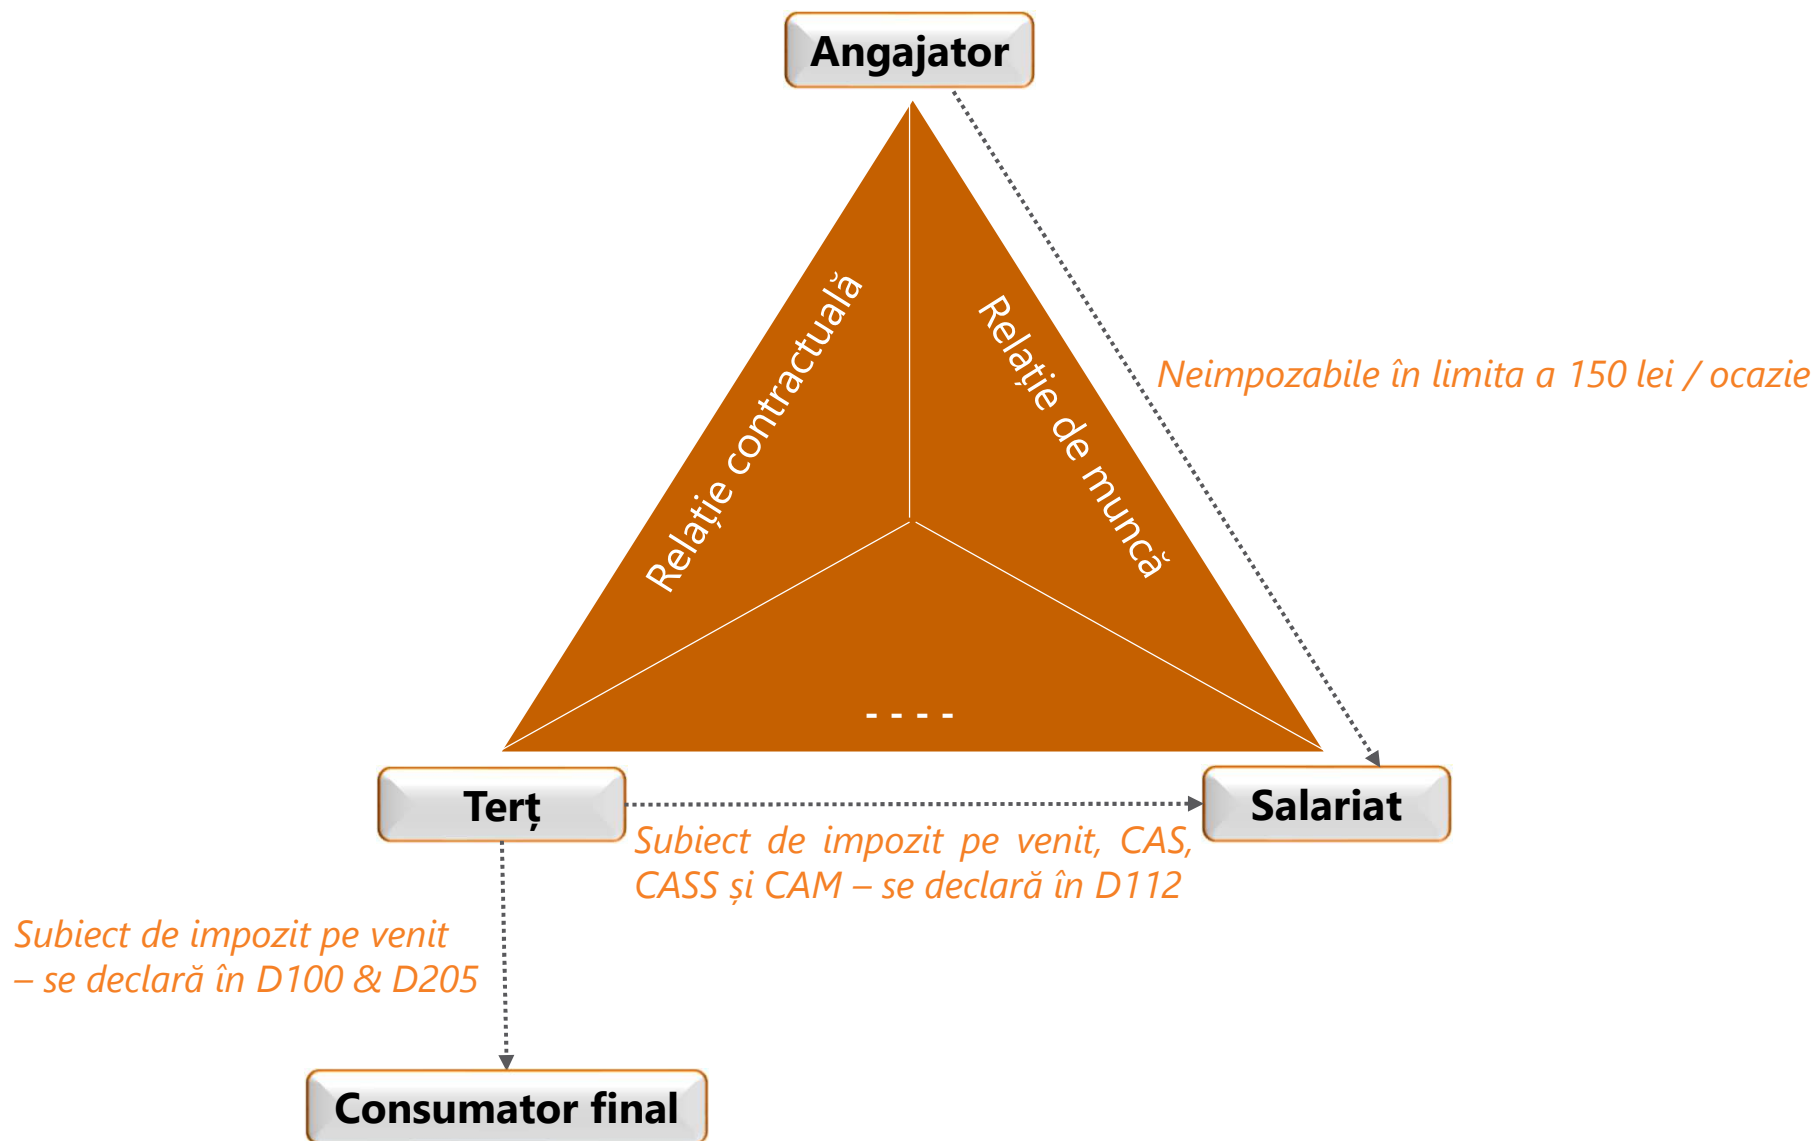 Angajator
Relație contractuală
Relație de muncă
Neimpozabile în limita a 150 lei / ocazie
- - - -
Terț
Salariat
Subiect de impozit pe venit, CAS,
CASS și CAM – se declară în D112
Subiect de impozit pe venit
– se declară în D100 & D205
Consumator final